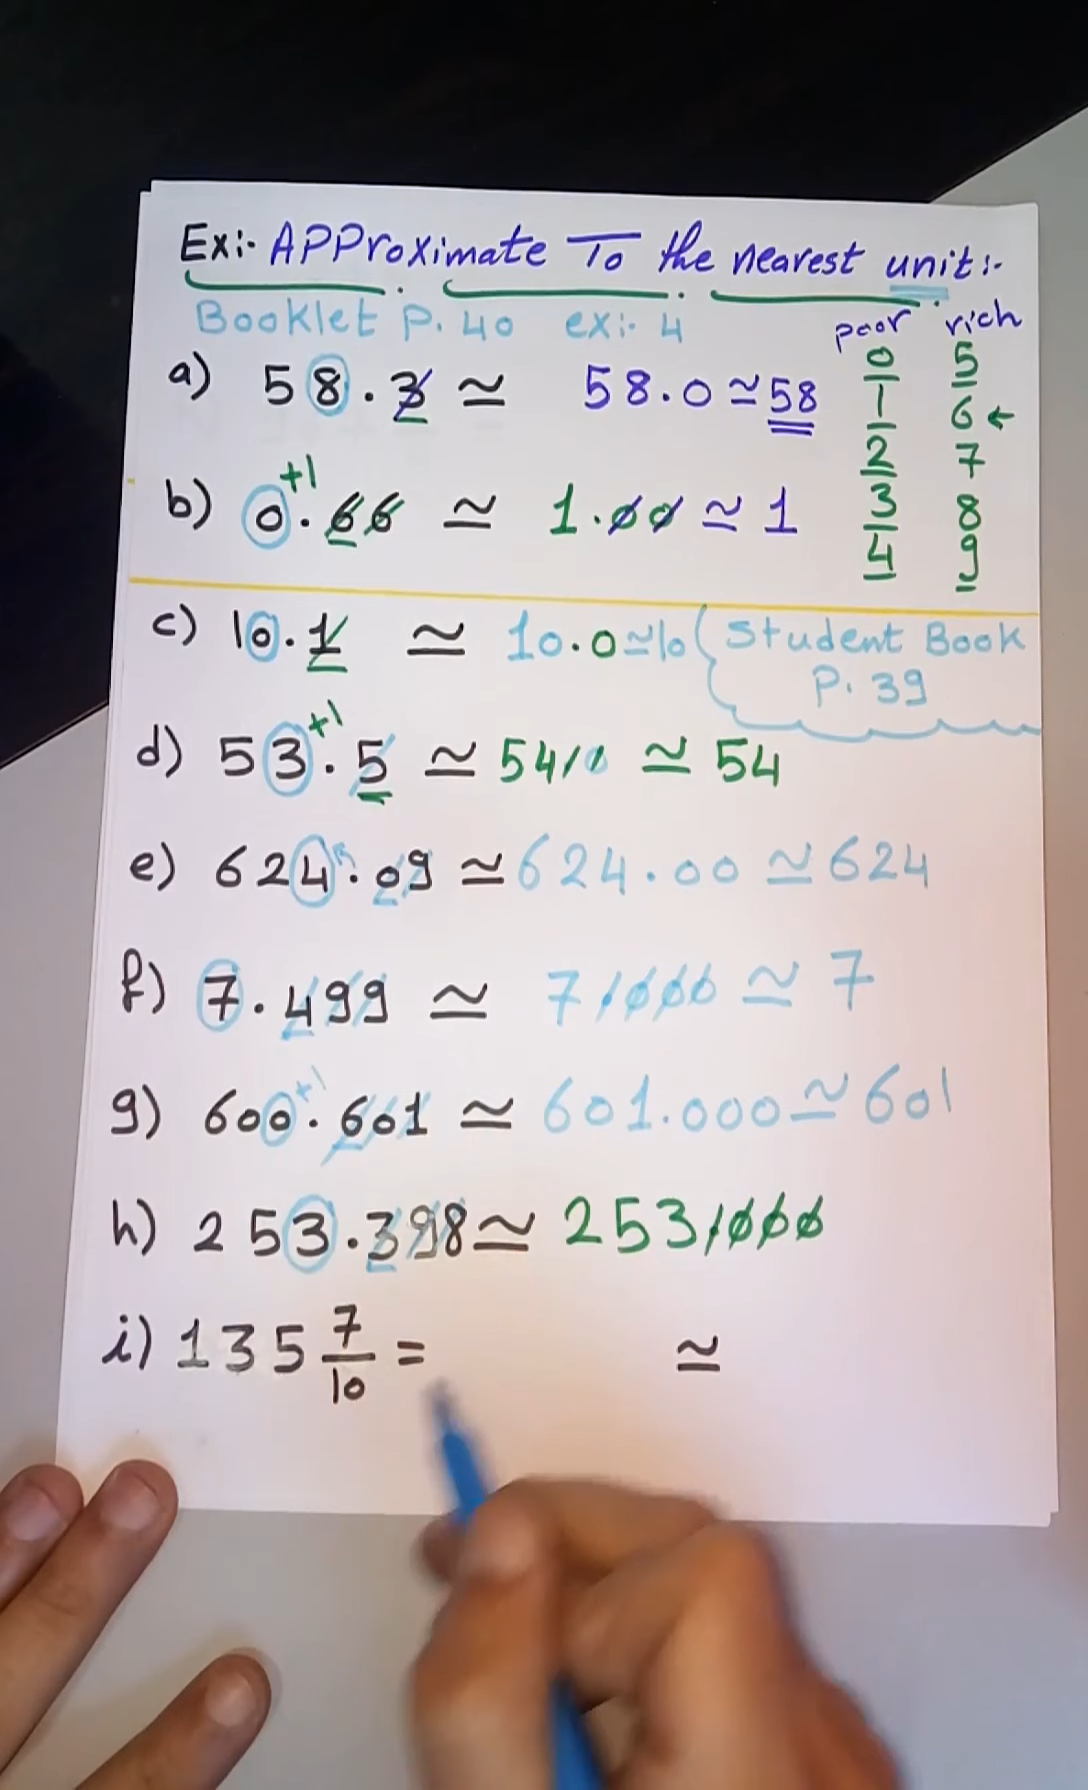 Ex:- APProximate To the nearest unit:-
Booklet P. 40 ex:- 4
poor rich
0 5
1 6 ←
2 7
3 8
4 9
a) 58.3 ≃ 58.0 ≃ 58
+1
b) 0.66 ≃ 1.00 ≃ 1
c) 10.1 ≃ 10.0 ≃ 10
Student Book
P. 39
+1
d) 53.5 ≃ 54.0 ≃ 54
e) 624.09 ≃ 624.00 ≃ 624
f) 7.499 ≃ 7.000 ≃ 7
+1
g) 600.601 ≃ 601.000 ≃ 601
h) 253.398 ≃ 253.000
i) 135 7/10 = ≃